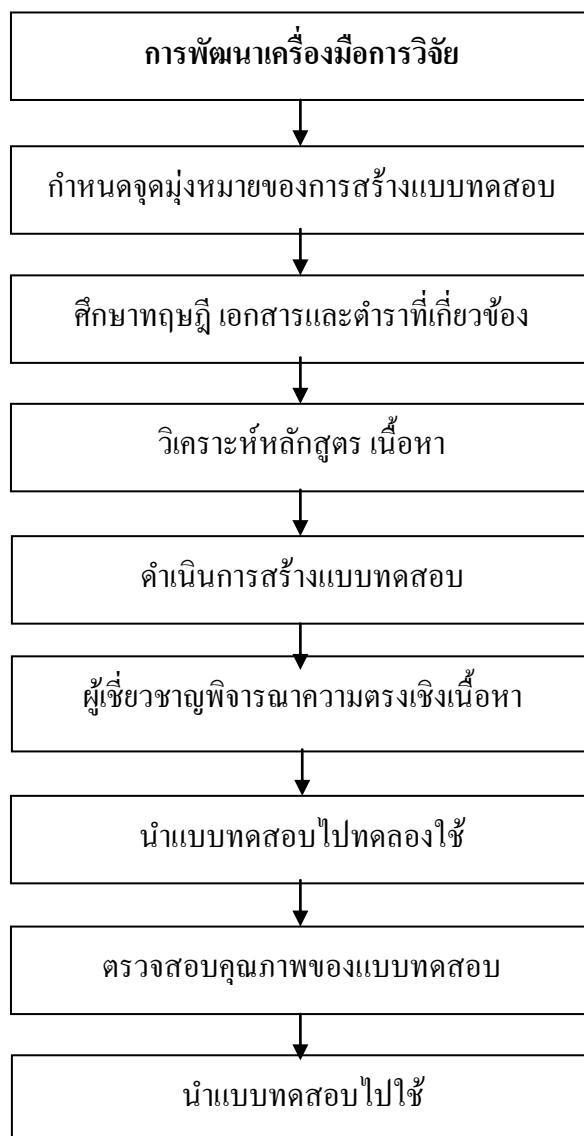 การพัฒนาเครื่องมือการวิจัย
กำหนดจุดมุ่งหมายของการสร้างแบบทดสอบ
ศึกษาทฤษฎี เอกสารและตำราที่เกี่ยวข้อง
วิเคราะห์หลักสูตร เนื้อหา
ดำเนินการสร้างแบบทดสอบ
ผู้เชี่ยวชาญพิจารณาความตรงเชิงเนื้อหา
นำแบบทดสอบไปทดลองใช้
ตรวจสอบคุณภาพของแบบทดสอบ
นำแบบทดสอบไปใช้